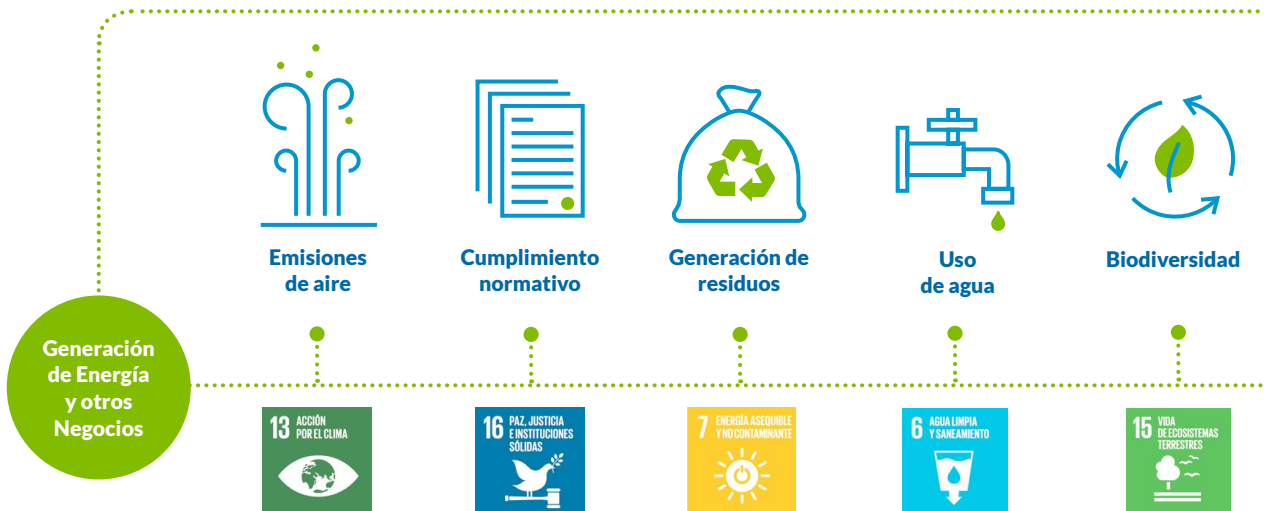 Emisiones
de aire
Cumplimiento
normativo
Generación de
residuos
Uso
de agua
Biodiversidad
Generación
de Energía
y otros
Negocios
13 ACCIÓN
POR EL CLIMA
16 PAZ, JUSTICIA
E INSTITUCIONES
SÓLIDAS
7 ENERGÍA ASEQUIBLE
Y NO CONTAMINANTE
6 AGUA LIMPIA
Y SANEAMIENTO
15 VIDA
DE ECOSISTEMAS
TERRESTRES